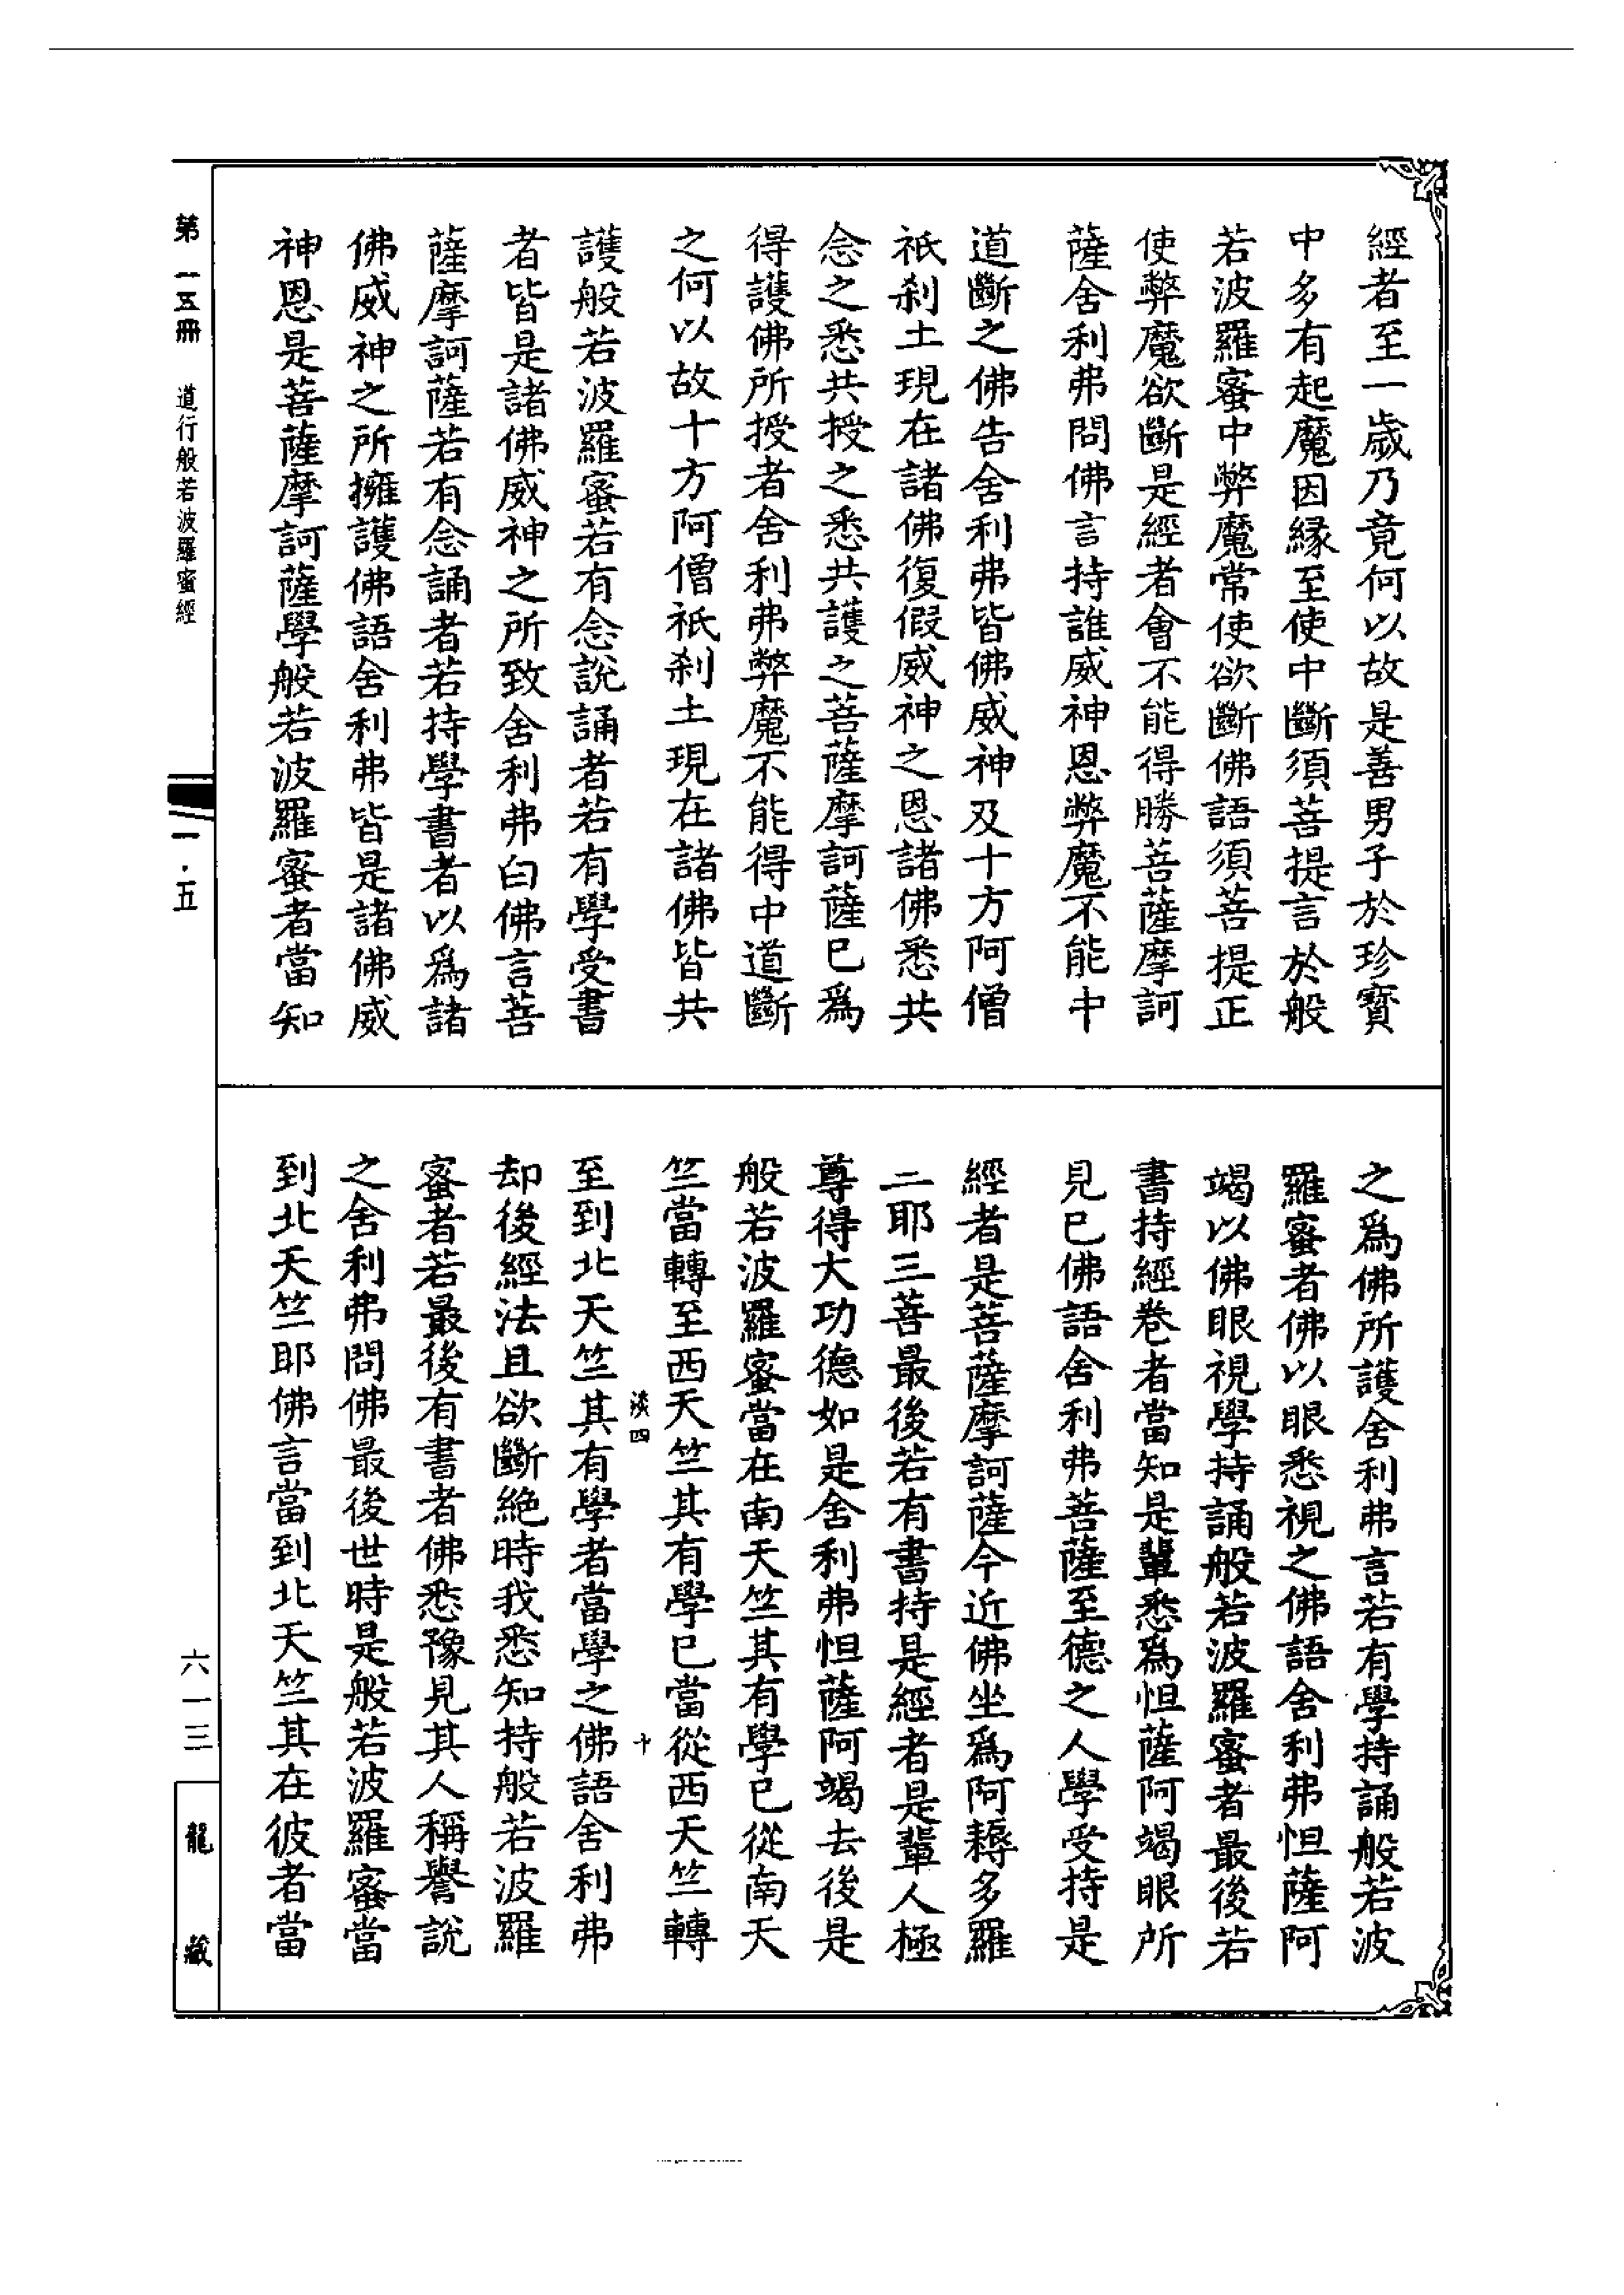 經者至一歲乃竟何以故是善男子於珍寶
中多有起魔因緣至使中斷須菩提言於般
若波羅蜜中弊魔常使欲斷佛語須菩提正
使弊魔欲斷是經者會不能得勝菩薩摩訶
薩舍利弗問佛言持誰威神恩弊魔不能中
道斷之佛告舍利弗皆佛威神及十方阿僧
祇剎土現在諸佛復假威神之恩諸佛悉共
念之悉共授之悉共護之菩薩摩訶薩已為
得護佛所授者舍利弗弊魔不能得中道斷
之何以故十方阿僧祇剎土現在諸佛皆共
護般若波羅蜜若有念說誦者若有學受書
者皆是諸佛威神之所致舍利弗白佛言菩
薩摩訶薩若有念誦者若持學書者以為諸
佛威神之所擁護佛語舍利弗皆是諸佛威
神恩是菩薩摩訶薩學般若波羅蜜者當知
之為佛所護舍利弗言若有學持誦般若波
羅蜜者佛以眼悉視之佛語舍利弗怛薩阿
竭以佛眼視學持誦般若波羅蜜者最後若
書持經卷者當知是輩悉為怛薩阿竭眼所
見已佛語舍利弗菩薩至德之人學受持是
經者是菩薩摩訶薩今近佛坐為阿耨多羅
三耶三菩最後若有書持是經者是輩人極
尊得大功德如是舍利弗怛薩阿竭去後是
般若波羅蜜當在南天竺其有學已從南天
竺當轉至西天竺其有學已當從西天竺轉
淡四 十
至到北天竺其有學者當學之佛語舍利弗
却後經法且欲斷絕時我悉知持般若波羅
蜜者若最後有書者佛悉豫見其人稱譽說
之舍利弗問佛最後世時是般若波羅蜜當
到北天竺耶佛言當到北天竺其在彼者當
第一五冊 道行般若波羅蜜經 一·五
六一三
龍藏